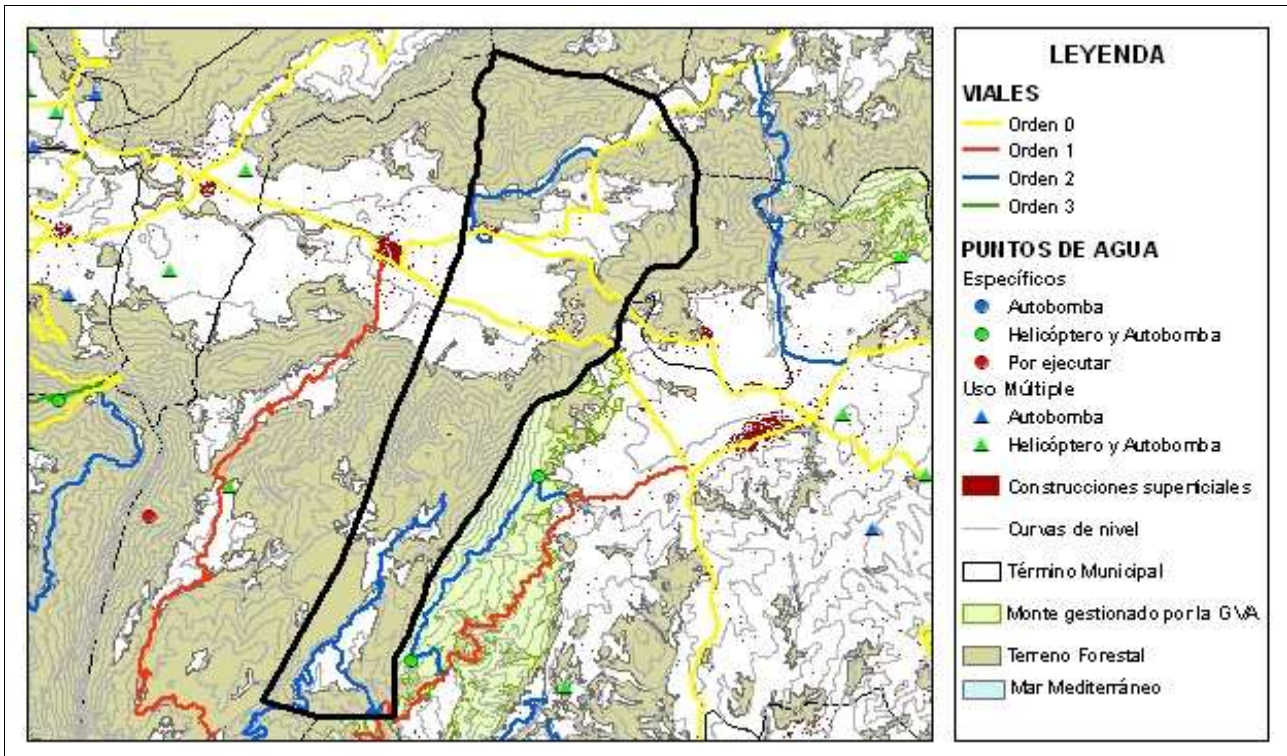 LEYENDA
VIALES
Orden 0
Orden 1
Orden 2
Orden 3
PUNTOS DE AGUA
Específicos
Autobomba
Helicóptero y Autobomba
Por ejecutar
Uso Múltiple
Autobomba
Helicóptero y Autobomba
Construcciones superficiales
Curvas de nivel
Término Municipal
Monte gestionado por la GVA
Terreno Forestal
Mar Mediterráneo